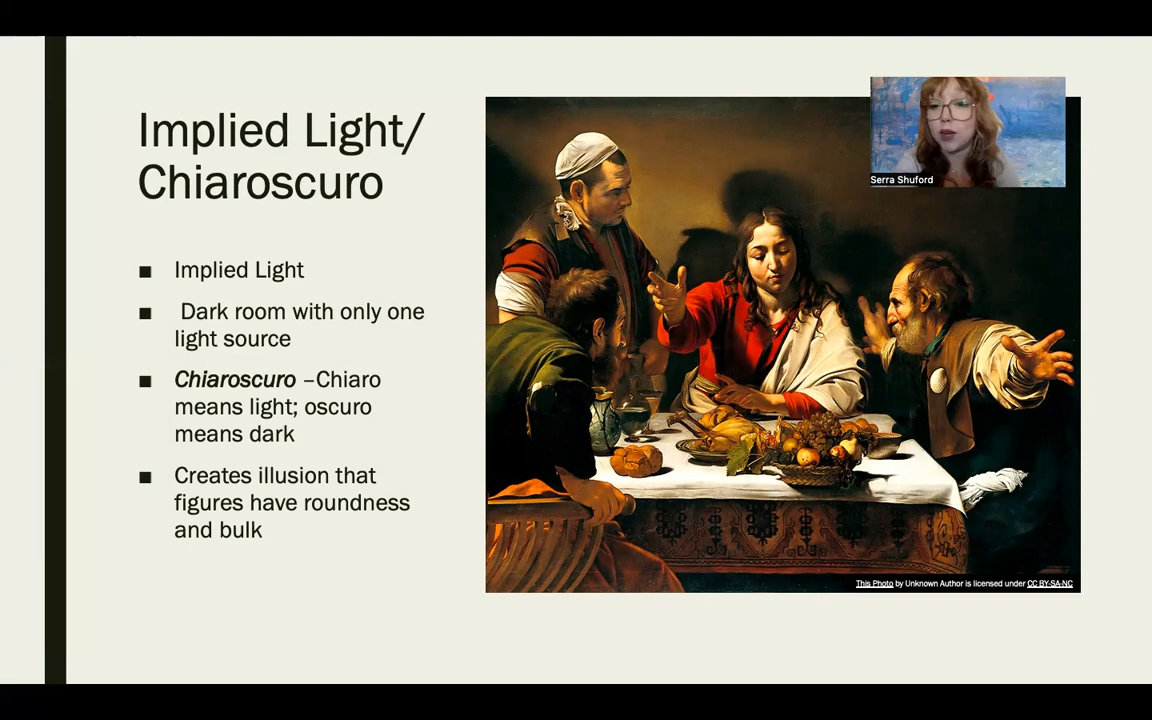 Implied Light/
Chiaroscuro
■ Implied Light
■ Dark room with only one
light source
■ Chiaroscuro –Chiaro
means light; oscuro
means dark
■ Creates illusion that
figures have roundness
and bulk
Serra Shuford
This Photo by Unknown Author is licensed under CC BY-SA-NC